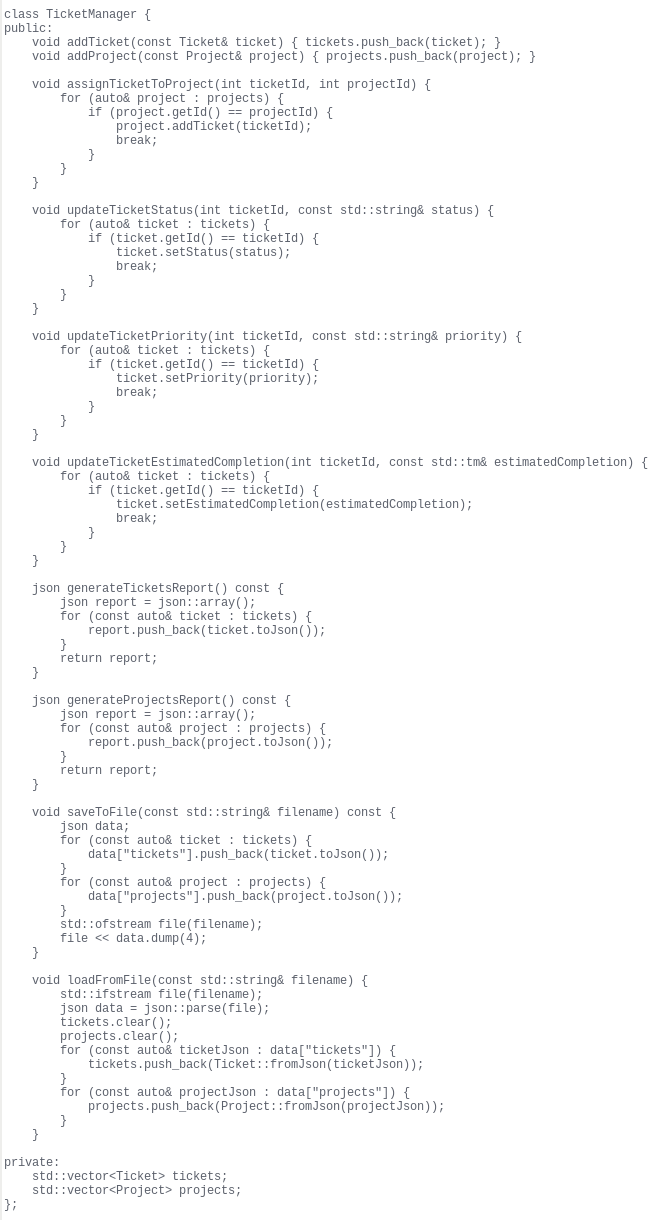 class TicketManager {
public:
    void addTicket(const Ticket& ticket) { tickets.push_back(ticket); }
    void addProject(const Project& project) { projects.push_back(project); }

    void assignTicketToProject(int ticketId, int projectId) {
        for (auto& project : projects) {
            if (project.getId() == projectId) {
                project.addTicket(ticketId);
                break;
            }
        }
    }

    void updateTicketStatus(int ticketId, const std::string& status) {
        for (auto& ticket : tickets) {
            if (ticket.getId() == ticketId) {
                ticket.setStatus(status);
                break;
            }
        }
    }

    void updateTicketPriority(int ticketId, const std::string& priority) {
        for (auto& ticket : tickets) {
            if (ticket.getId() == ticketId) {
                ticket.setPriority(priority);
                break;
            }
        }
    }

    void updateTicketEstimatedCompletion(int ticketId, const std::tm& estimatedCompletion) {
        for (auto& ticket : tickets) {
            if (ticket.getId() == ticketId) {
                ticket.setEstimatedCompletion(estimatedCompletion);
                break;
            }
        }
    }

    json generateTicketsReport() const {
        json report = json::array();
        for (const auto& ticket : tickets) {
            report.push_back(ticket.toJson());
        }
        return report;
    }

    json generateProjectsReport() const {
        json report = json::array();
        for (const auto& project : projects) {
            report.push_back(project.toJson());
        }
        return report;
    }

    void saveToFile(const std::string& filename) const {
        json data;
        for (const auto& ticket : tickets) {
            data["tickets"].push_back(ticket.toJson());
        }
        for (const auto& project : projects) {
            data["projects"].push_back(project.toJson());
        }
        std::ofstream file(filename);
        file << data.dump(4);
    }

    void loadFromFile(const std::string& filename) {
        std::ifstream file(filename);
        json data = json::parse(file);
        tickets.clear();
        projects.clear();
        for (const auto& ticketJson : data["tickets"]) {
            tickets.push_back(Ticket::fromJson(ticketJson));
        }
        for (const auto& projectJson : data["projects"]) {
            projects.push_back(Project::fromJson(projectJson));
        }
    }

private:
    std::vector<Ticket> tickets;
    std::vector<Project> projects;
};